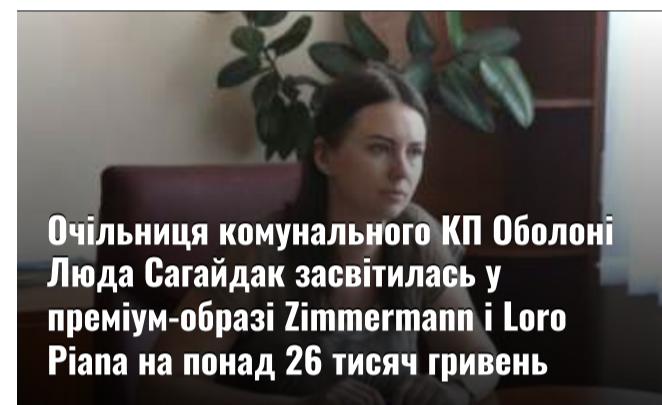 Очільниця комунального КП Оболоні
Люда Сагайдак засвітилась у
преміум-образі Zimmermann і Loro
Piana на понад 26 тисяч гривень